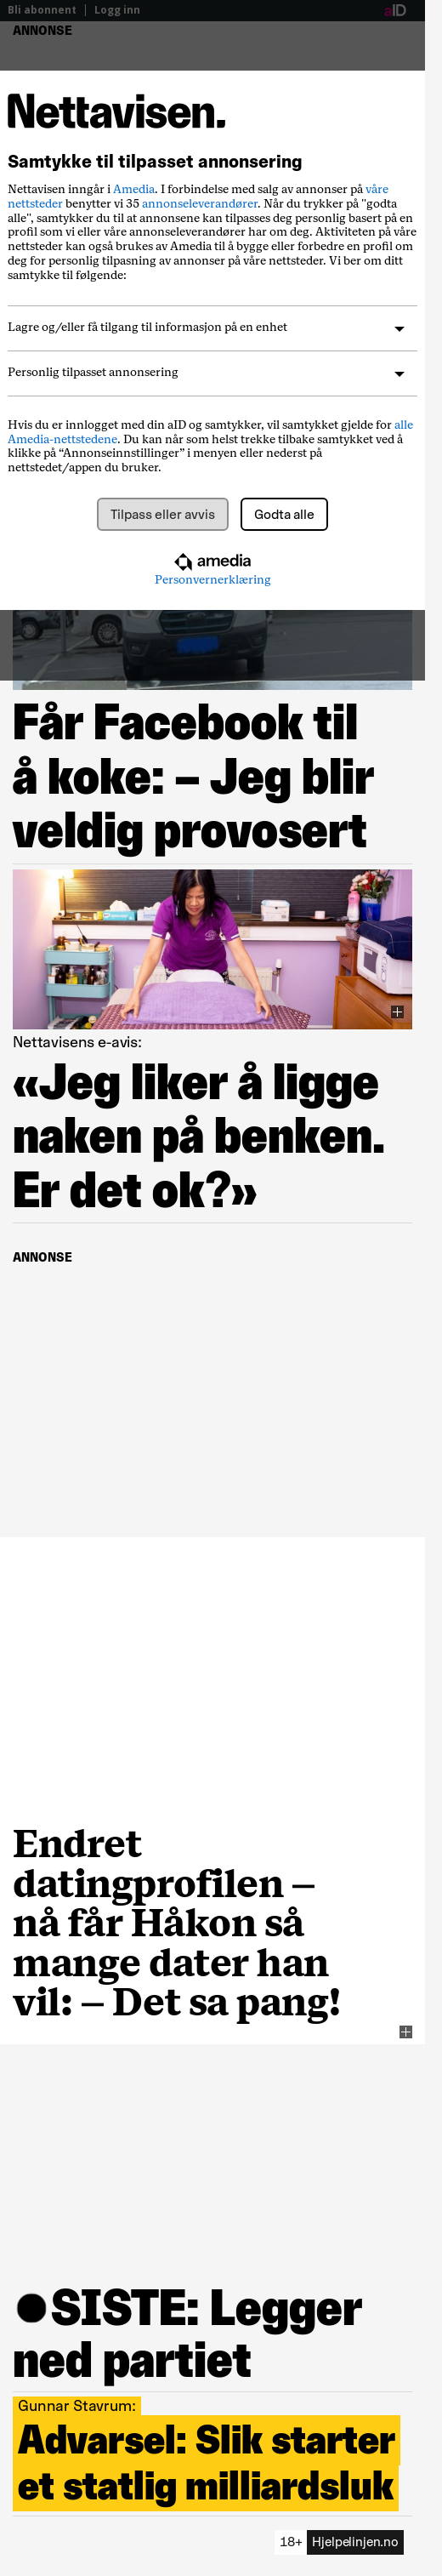 Bli abonnent
Logg inn
aID
ANNONSE
Nettavisen.
Samtykke til tilpasset annonsering
Nettavisen inngår i Amedia. I forbindelse med salg av annonser på våre
nettsteder benytter vi 35 annonseleverandører. Når du trykker på "godta
alle", samtykker du til at annonsene kan tilpasses deg personlig basert på en
profil som vi eller våre annonseleverandører har om deg. Aktiviteten på våre
nettsteder kan også brukes av Amedia til å bygge eller forbedre en profil om
deg for personlig tilpasning av annonser på våre nettsteder. Vi ber om ditt
samtykke til følgende:
Lagre og/eller få tilgang til informasjon på en enhet
Personlig tilpasset annonsering
Hvis du er innlogget med din aID og samtykker, vil samtykket gjelde for alle
Amedia-nettstedene. Du kan når som helst trekke tilbake samtykket ved å
klikke på “Annonseinnstillinger” i menyen eller nederst på
nettstedet/appen du bruker.
Tilpass eller avvis
Godta alle
amedia
Personvernerklæring
Får Facebook til
å koke: – Jeg blir
veldig provosert
Nettavisens e-avis:
«Jeg liker å ligge
naken på benken.
Er det ok?»
ANNONSE
Endret
datingprofilen –
nå får Håkon så
mange dater han
vil: – Det sa pang!
SISTE: Legger
ned partiet
Gunnar Stavrum:
Advarsel: Slik starter
et statlig milliardsluk
18+ Hjelpelinjen.no